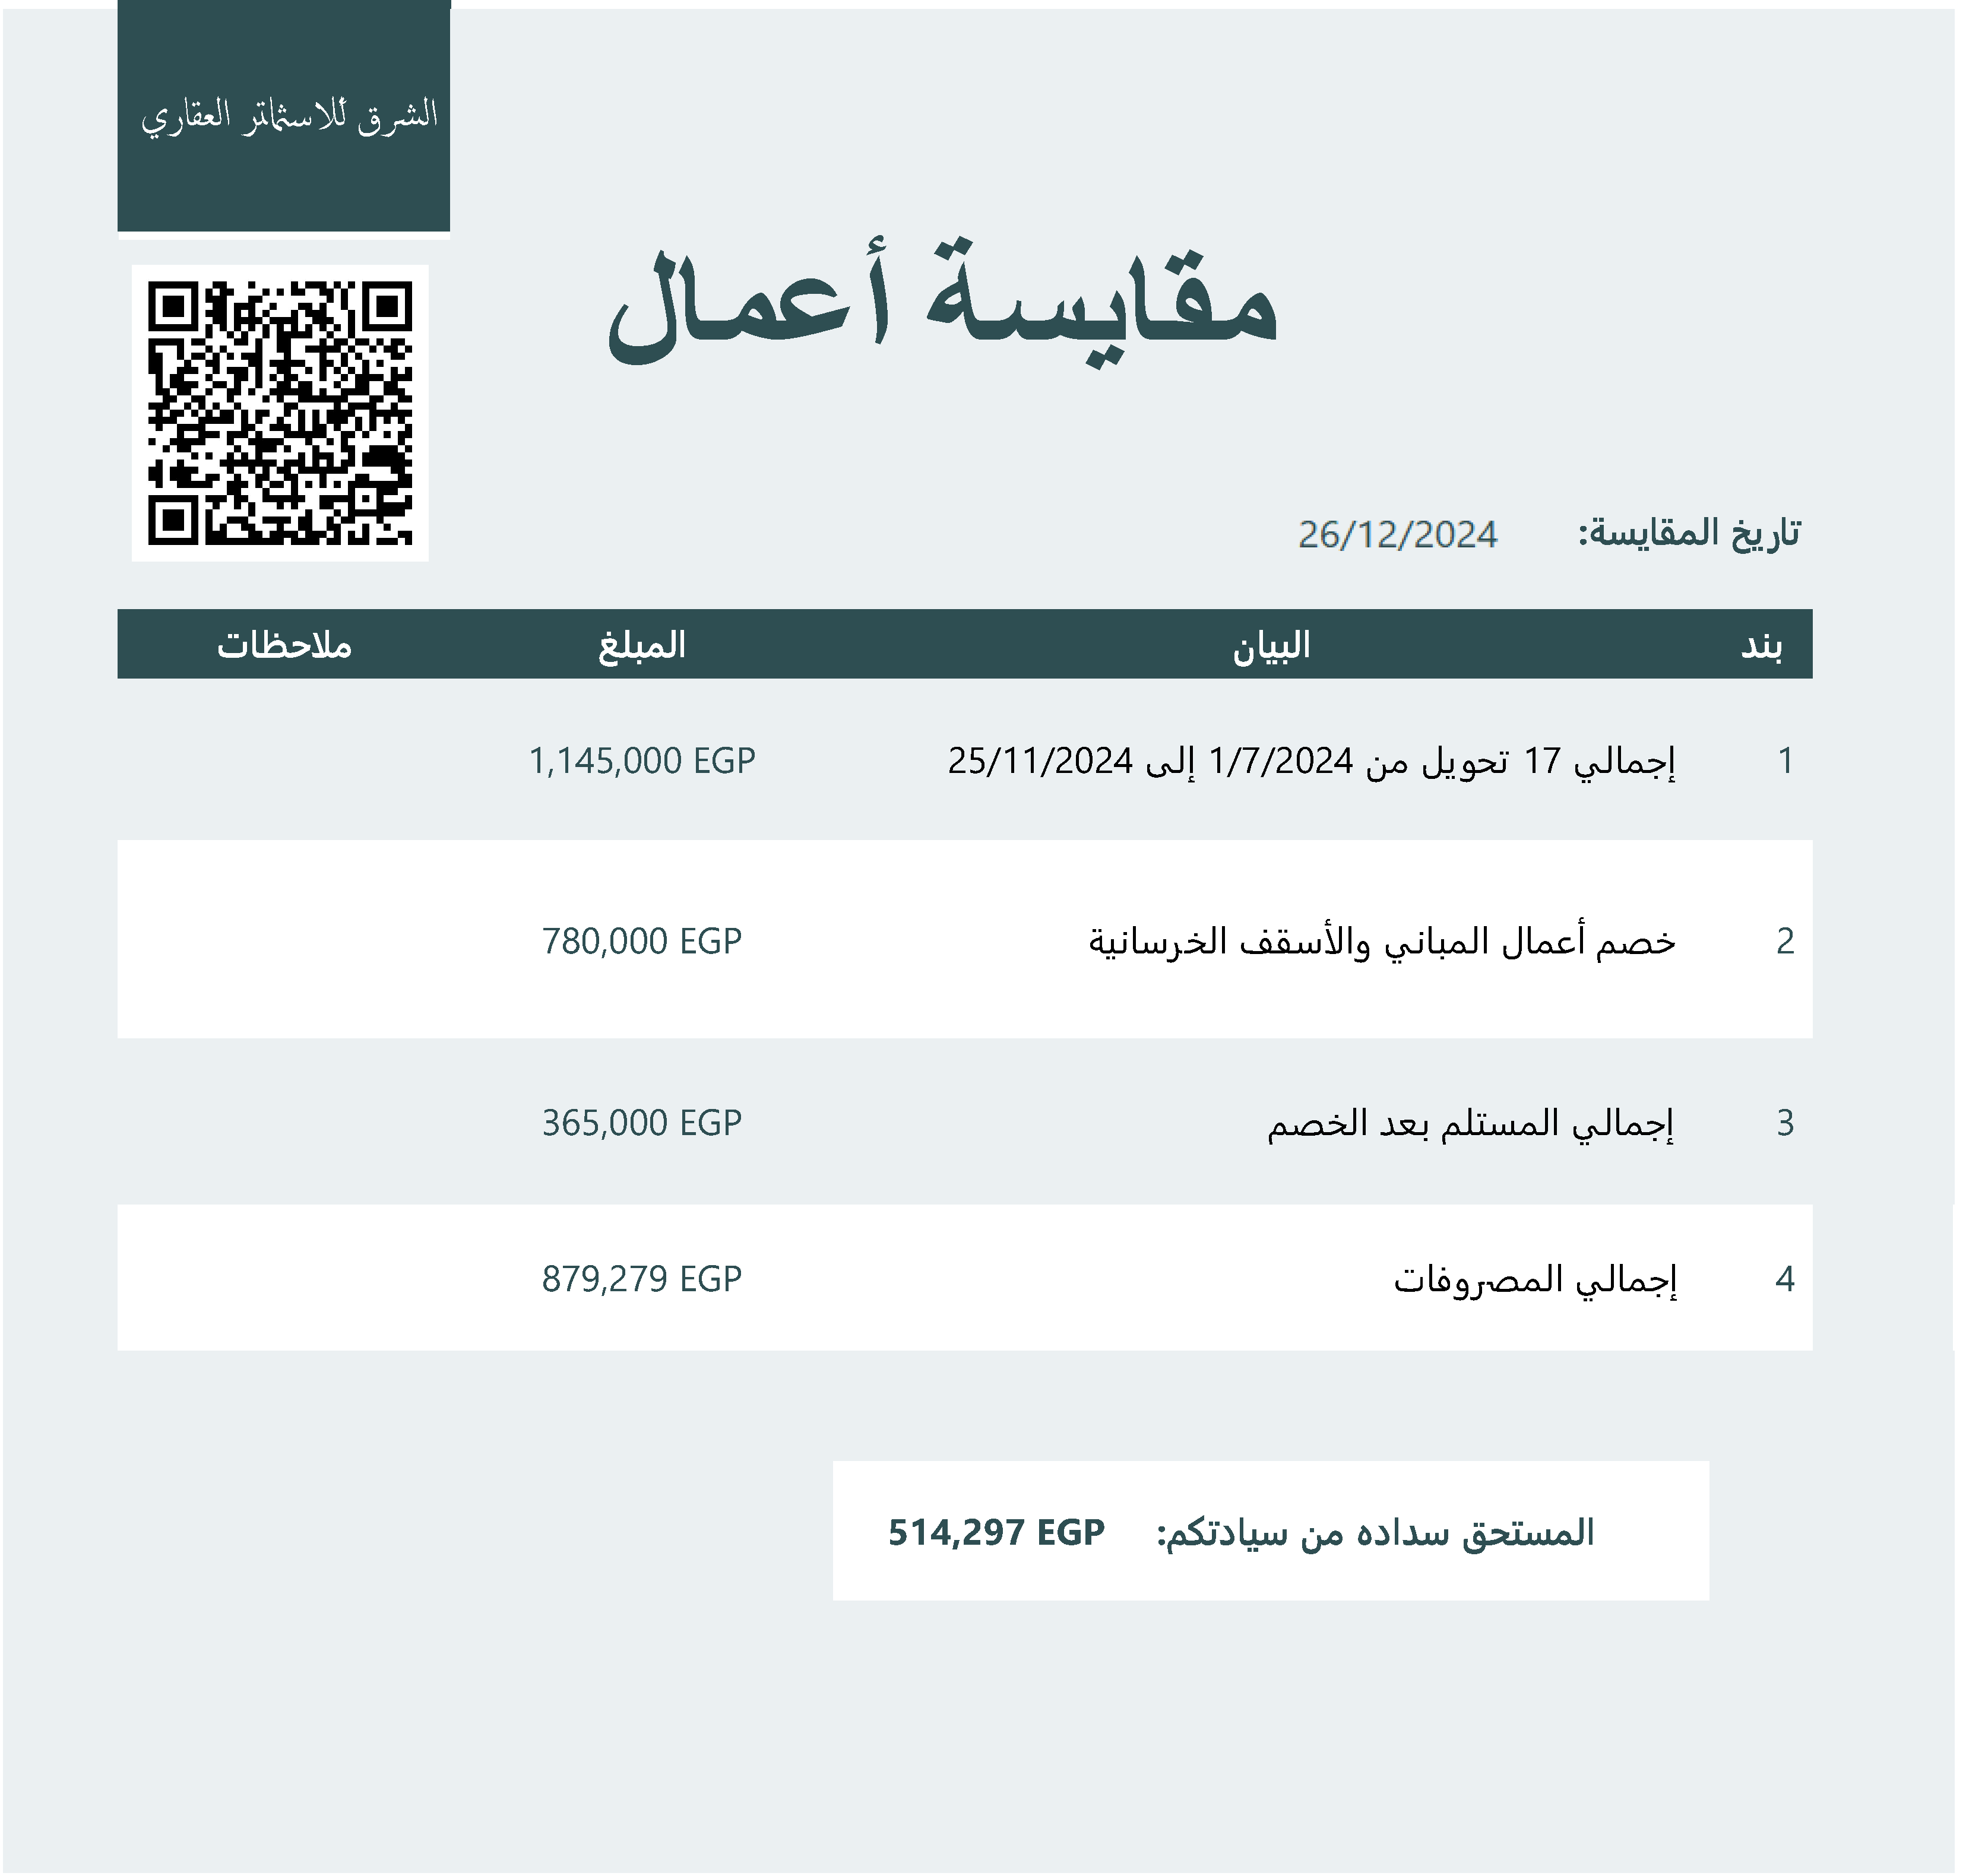 الشرق للاستثمار العقاري
مقايسة أعمال
تاريخ المقايسة: 26/12/2024
بند البيان المبلغ ملاحظات
1 إجمالي 17 تحويل من 1/7/2024 إلى 25/11/2024 1,145,000 EGP
2 خصم أعمال المباني والأسقف الخرسانية 780,000 EGP
3 إجمالي المستلم بعد الخصم 365,000 EGP
4 إجمالي المصروفات 879,279 EGP
المستحق سداده من سيادتكم: 514,297 EGP